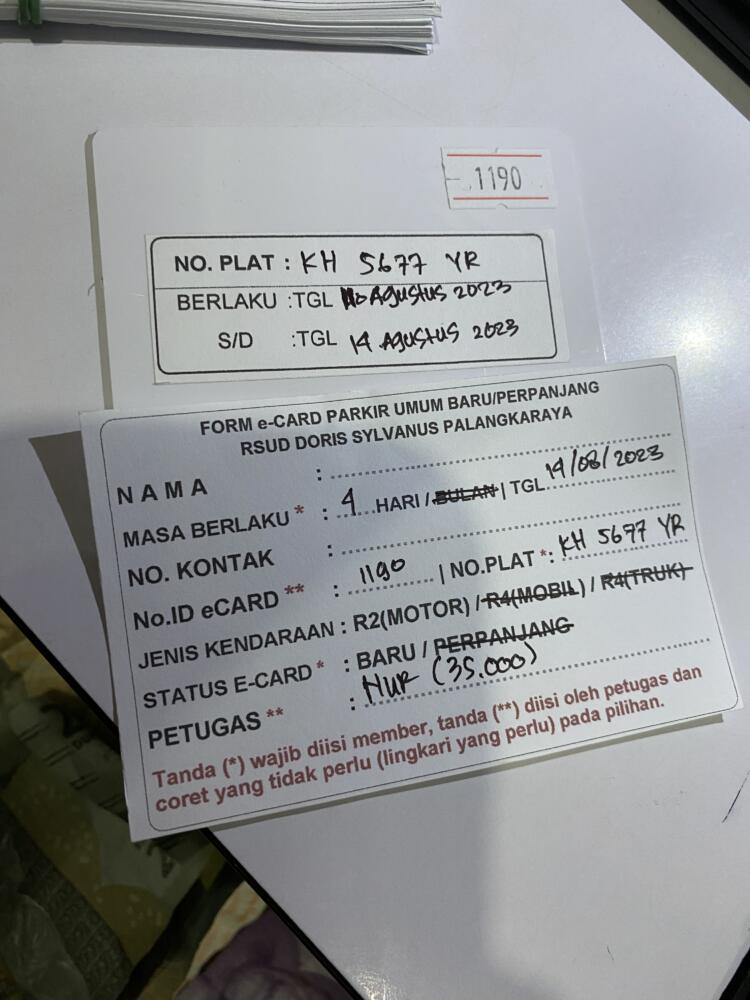 1190
NO. PLAT : KH 5677 YR
BERLAKU :TGL 10 AGUSTUS 2023
S/D :TGL 14 AGUSTUS 2023
FORM e-CARD PARKIR UMUM BARU/PERPANJANG
RSUD DORIS SYLVANUS PALANGKARAYA
NAMA :
MASA BERLAKU * : 4 HARI / BULAN | TGL 14/08/2023
NO. KONTAK :
No.ID eCARD ** : 1190 | NO.PLAT *: KH 5677 YR
JENIS KENDARAAN : R2(MOTOR) / R4(MOBIL) / R4(TRUK)
STATUS E-CARD * : BARU / PERPANJANG
PETUGAS ** : NUR (35.000)
Tanda (*) wajib diisi member, tanda (**) diisi oleh petugas dan
coret yang tidak perlu (lingkari yang perlu) pada pilihan.